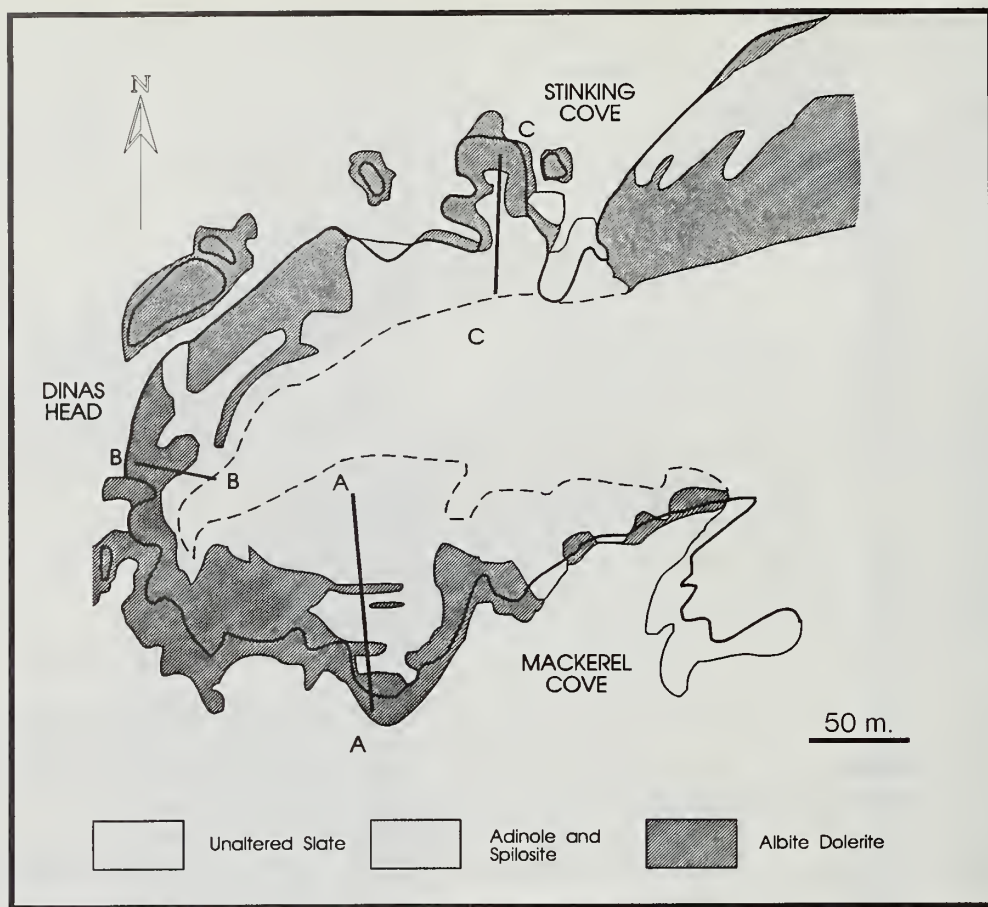 N
STINKING
COVE
C
C
DINAS
HEAD
B
B
A
MACKEREL
COVE
A
50 m.
Unaltered Slate
Adinole and
Spilosite
Albite Dolerite